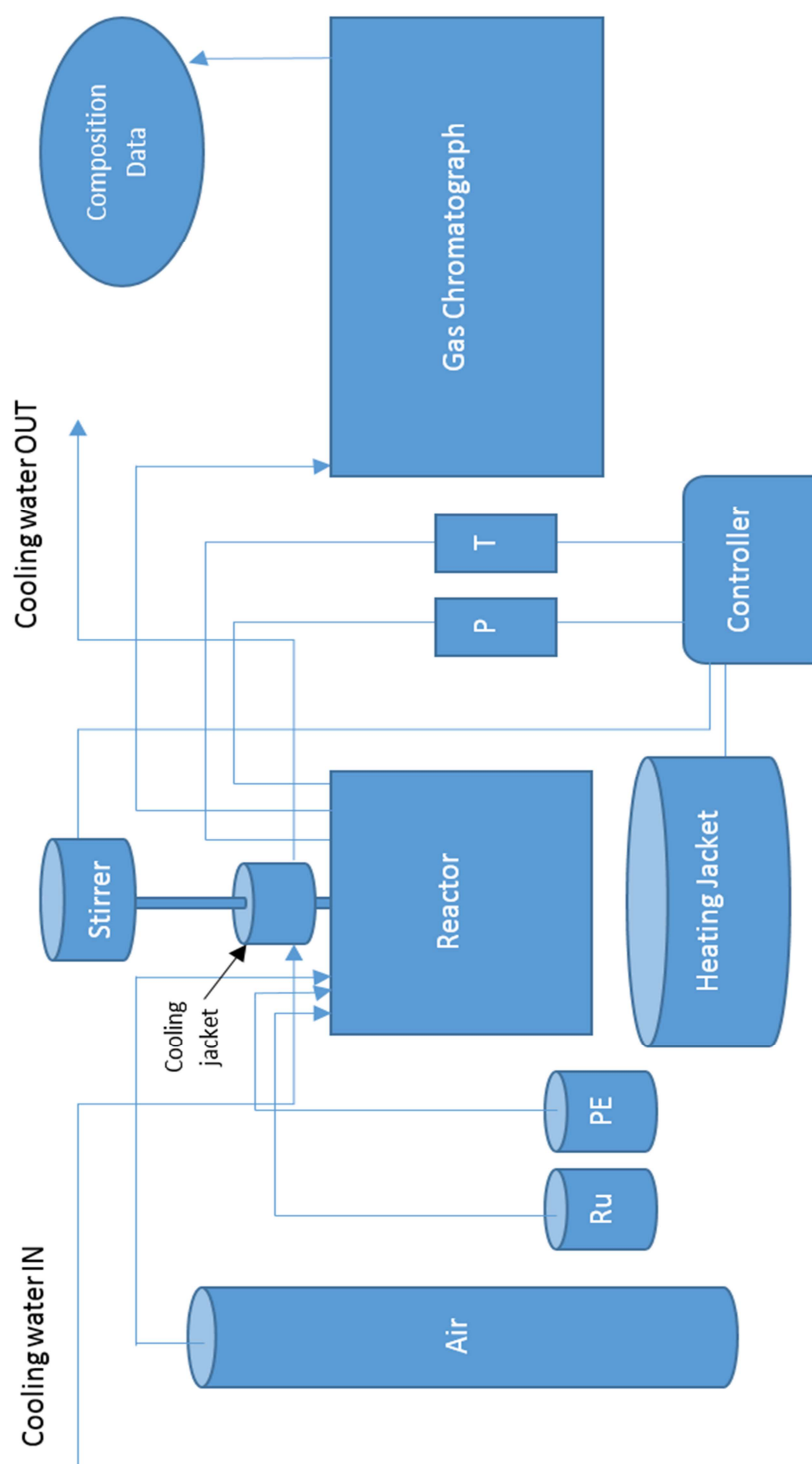 Cooling water IN
Cooling water OUT
Stirrer
Composition
Data
Cooling
jacket
Air
Ru
PE
Reactor
P
T
Gas Chromatograph
Heating Jacket
Controller